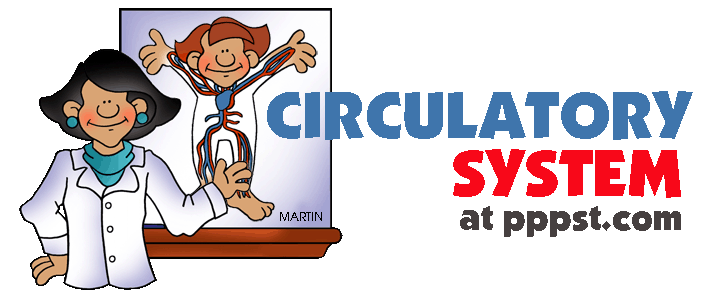 CIRCULATORY
SYSTEM
at pppst.com
MARTIN